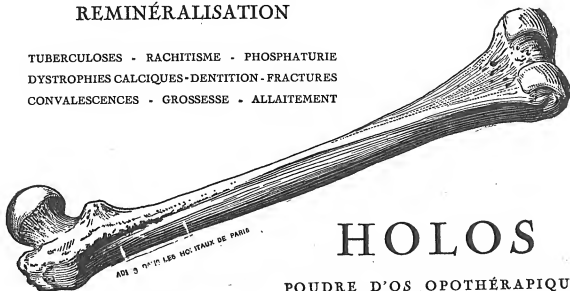 REMINÉRALISATION
TUBERCULOSES - RACHITISME - PHOSPHATURIE
DYSTROPHIES CALCIQUES - DENTITION - FRACTURES
CONVALESCENCES - GROSSESSE - ALLAITEMENT
LES HOPITAUX DE PARIS
HOLOS
POUDRE D'OS OPOTHÉRAPIQU